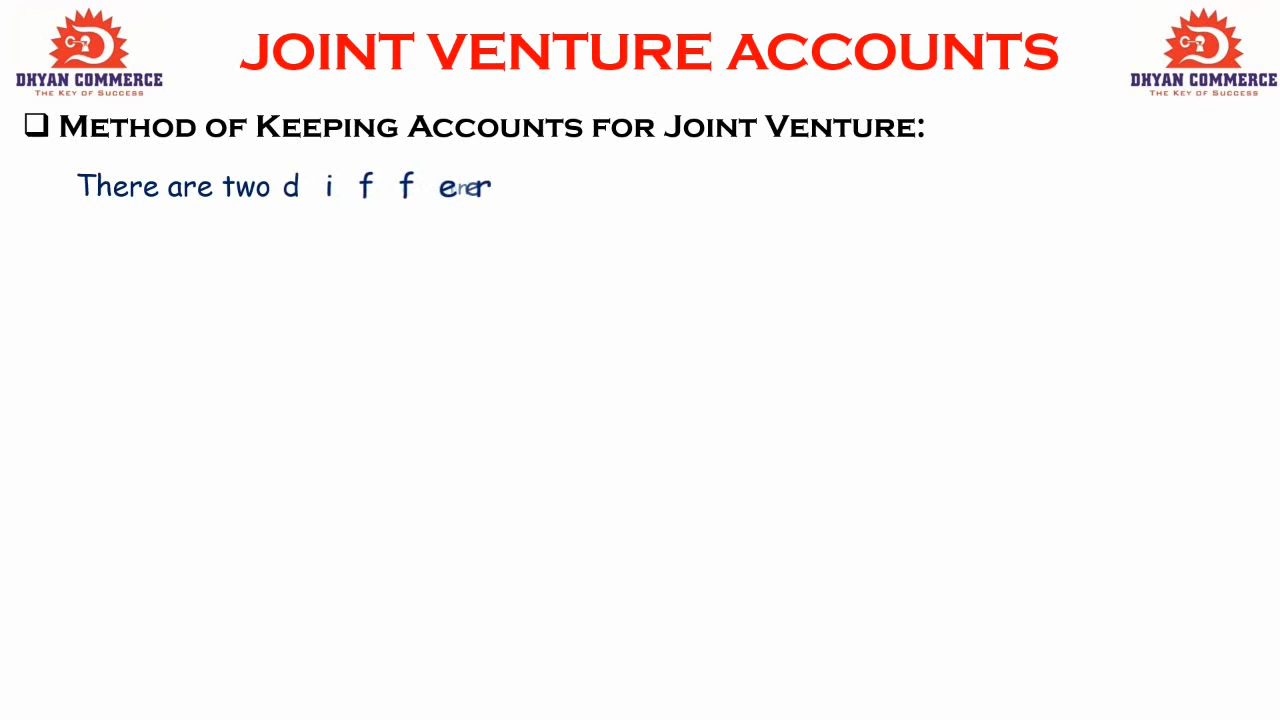 DHYAN COMMERCE
The Key of Success
JOINT VENTURE ACCOUNTS
DHYAN COMMERCE
The Key of Success
❑ Method of Keeping Accounts for Joint Venture:
There are two